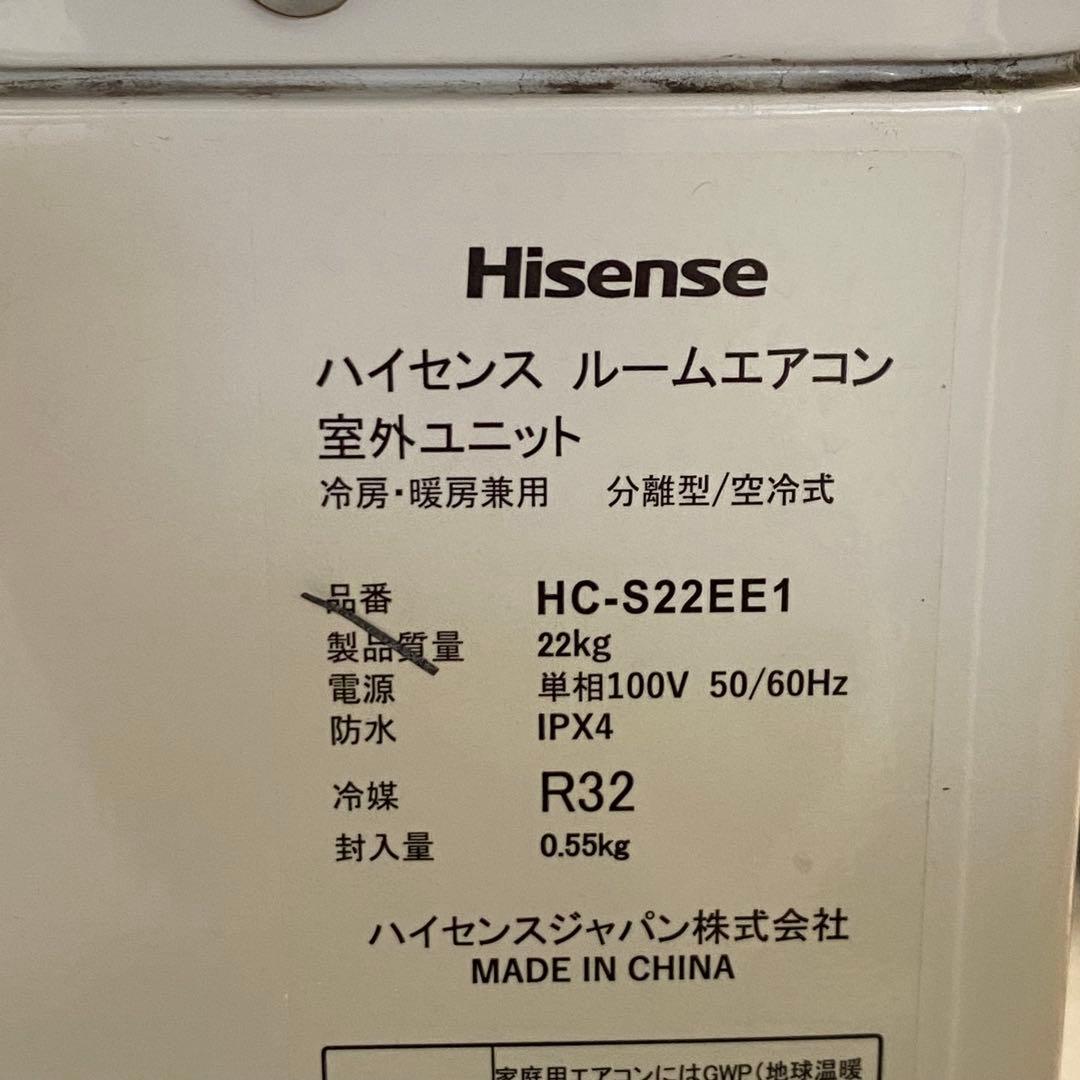 Hisense
ハイセンス ルームエアコン
室外ユニット
冷房・暖房兼用 分離型/空冷式
品番 HC-S22EE1
製品質量 22kg
電源 単相100V 50/60Hz
防水 IPX4
冷媒 R32
封入量 0.55kg
ハイセンスジャパン株式会社
MADE IN CHINA
家庭用エアコンにはGWP(地球温暖